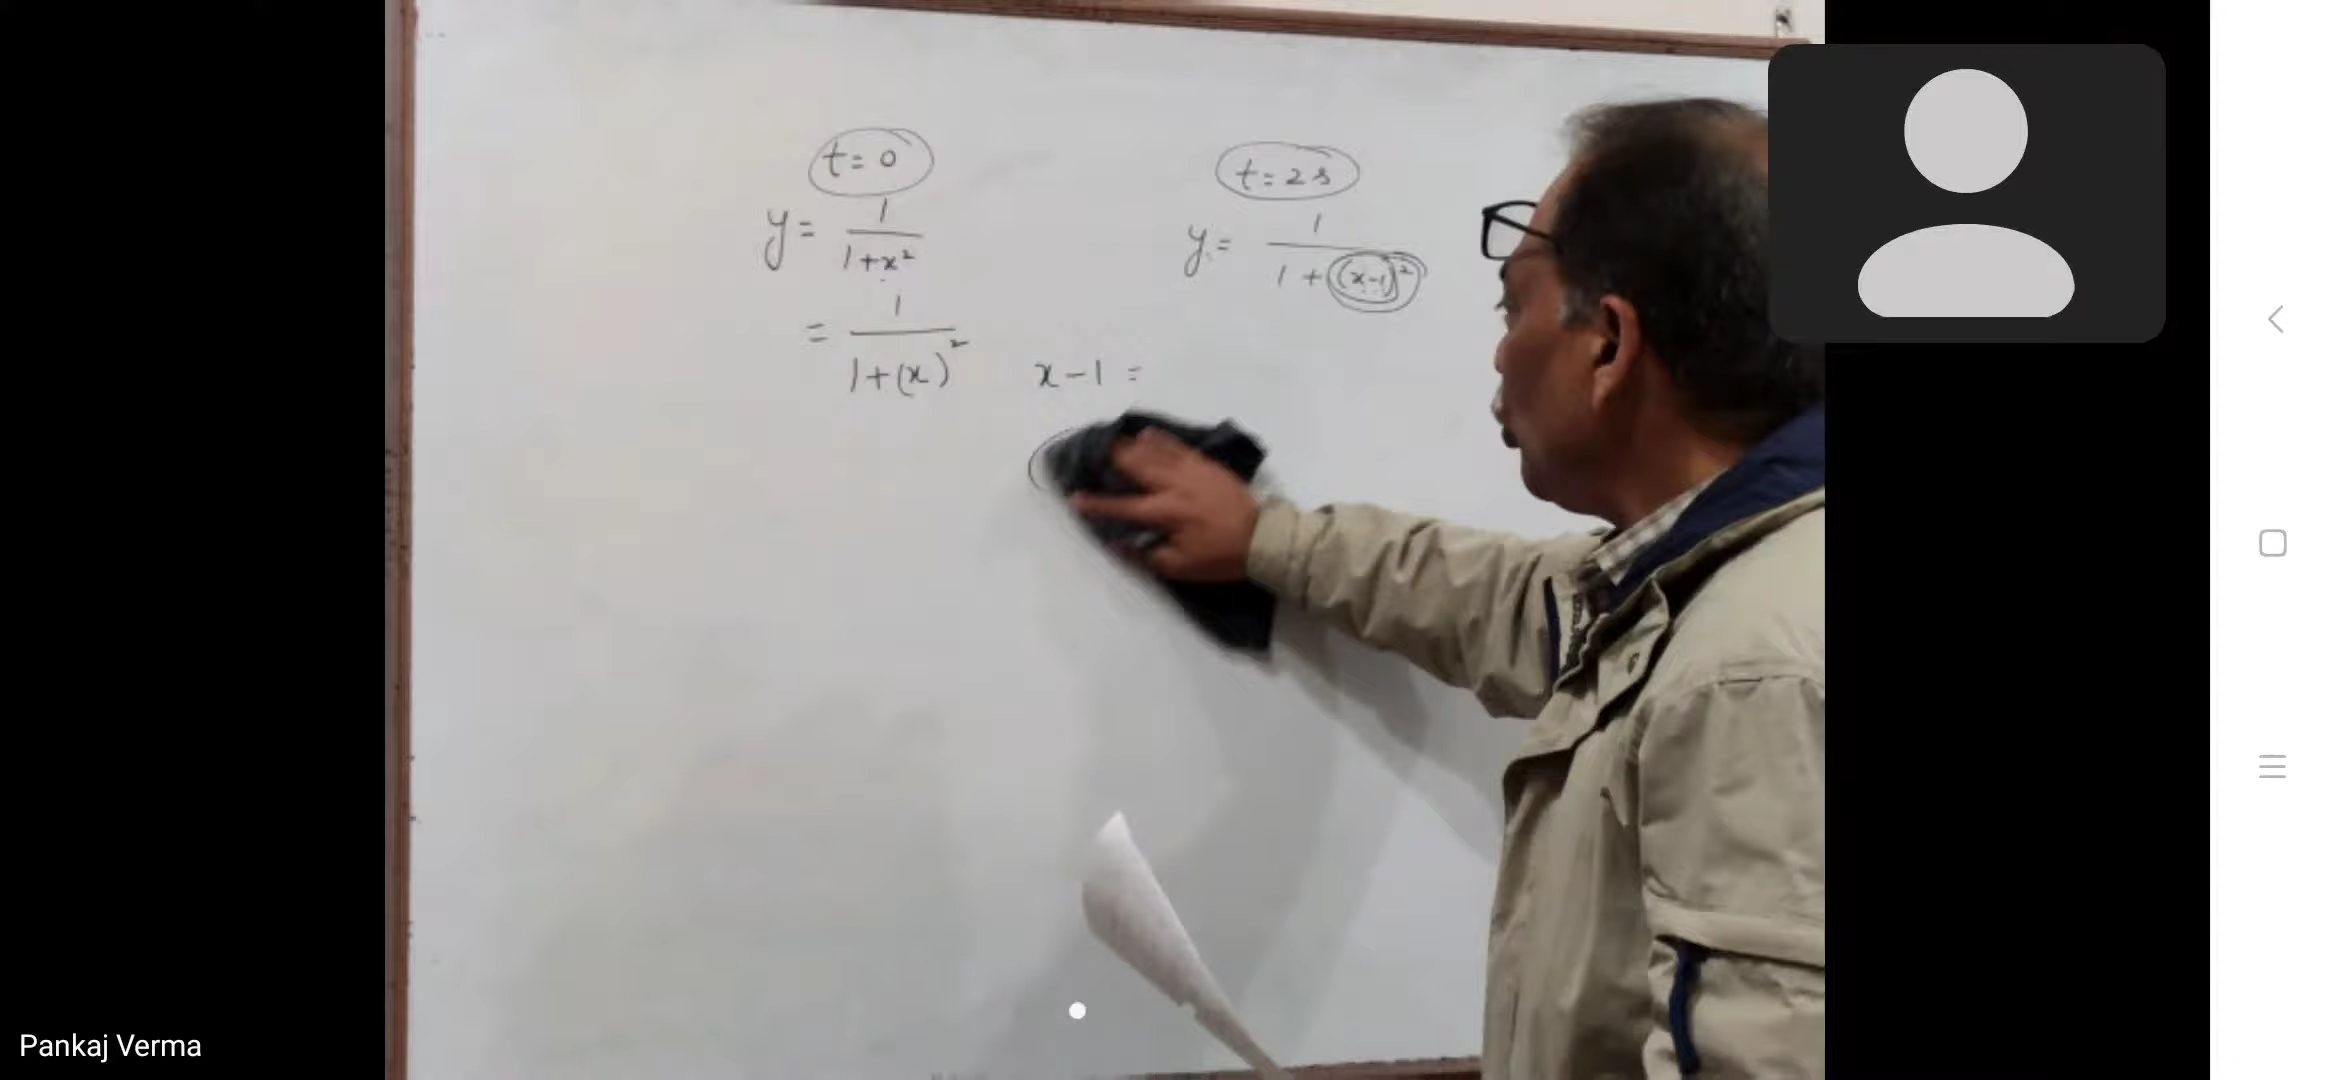 t = 0
y = 1/(1+x²)
= 1/(1+(x)²)
x-1 =
t = 2s
y = 1/(1+(x-1)²)
Pankaj Verma